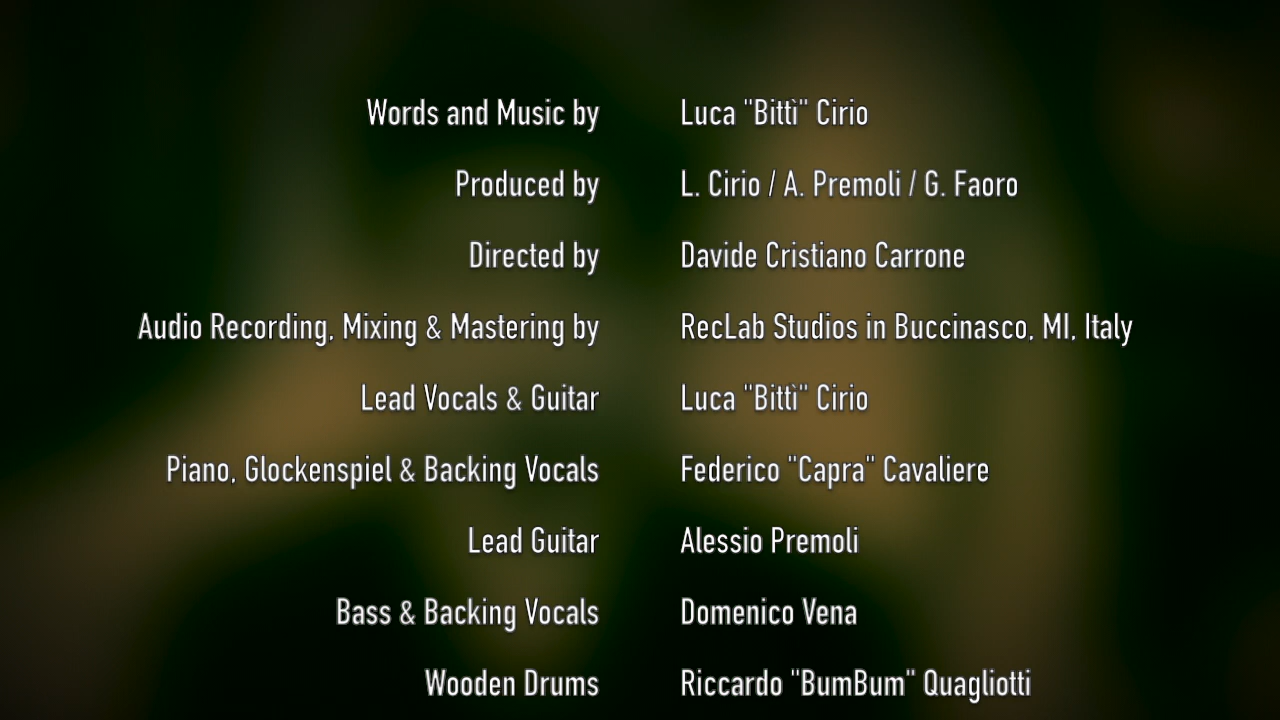 Words and Music by Luca "Bittì" Cirio
Produced by L. Cirio / A. Premoli / G. Faoro
Directed by Davide Cristiano Carrone
Audio Recording, Mixing & Mastering by RecLab Studios in Buccinasco, MI, Italy
Lead Vocals & Guitar Luca "Bittì" Cirio
Piano, Glockenspiel & Backing Vocals Federico "Capra" Cavaliere
Lead Guitar Alessio Premoli
Bass & Backing Vocals Domenico Vena
Wooden Drums Riccardo "BumBum" Quagliotti